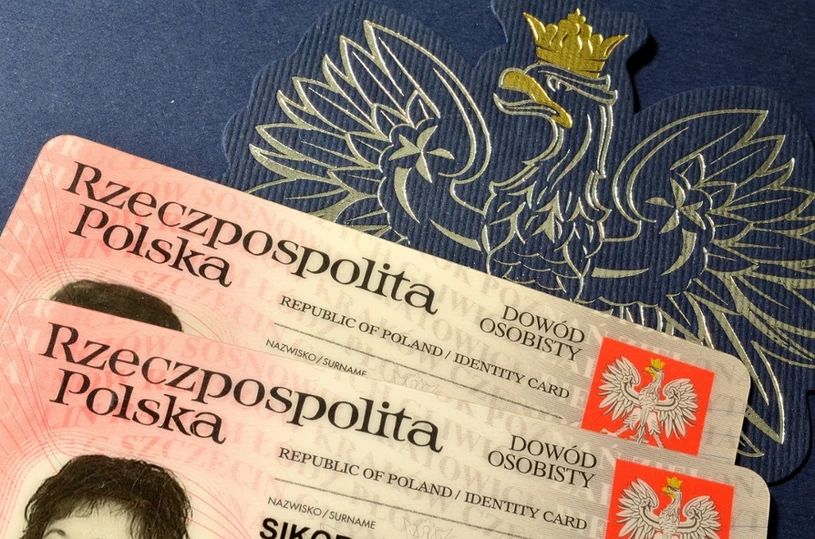 Rzeczpospolita
Polska
REPUBLIC OF POLAND / IDENTITY CARD
DOWÓD
OSOBISTY
NAZWISKO / SURNAME
Rzeczpospolita
Polska
REPUBLIC OF POLAND / IDENTITY CARD
DOWÓD
OSOBISTY
NAZWISKO / SURNAME